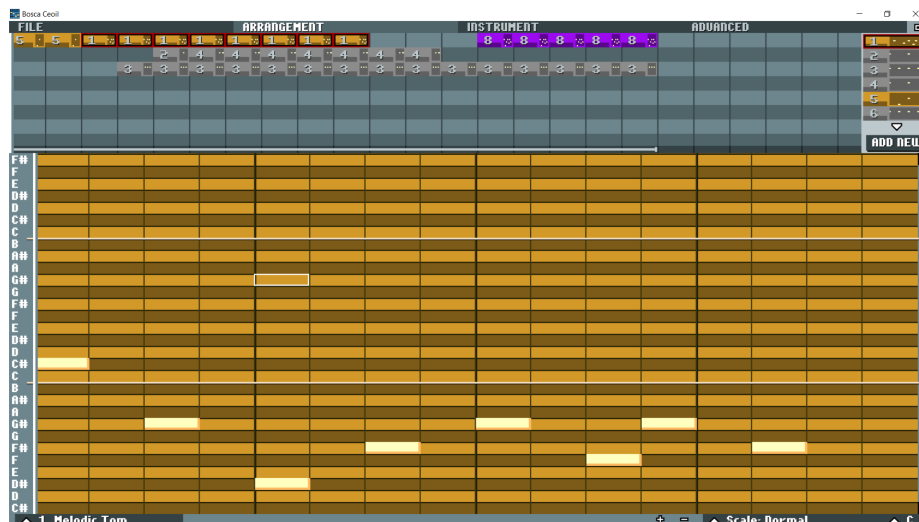 Bosca Ceoil
FILE ARRANGEMENT INSTRUMENT ADVANCED
5 5 1 1 1 1 1 1 1 1 8 8 8 8 8 1
2 4 4 4 4 4 4 4 2
3 3 3 3 3 3 3 3 3 3 3 3 3 3 3 3
4
5
6
ADD NEW
F#
F
E
D#
D
C#
C
B
A#
A
G#
G
F#
F
E
D#
D
C#
C
B
A#
A
G#
G
F#
F
E
D#
D
C#
1 Melodic Tom + - Scale: Normal C